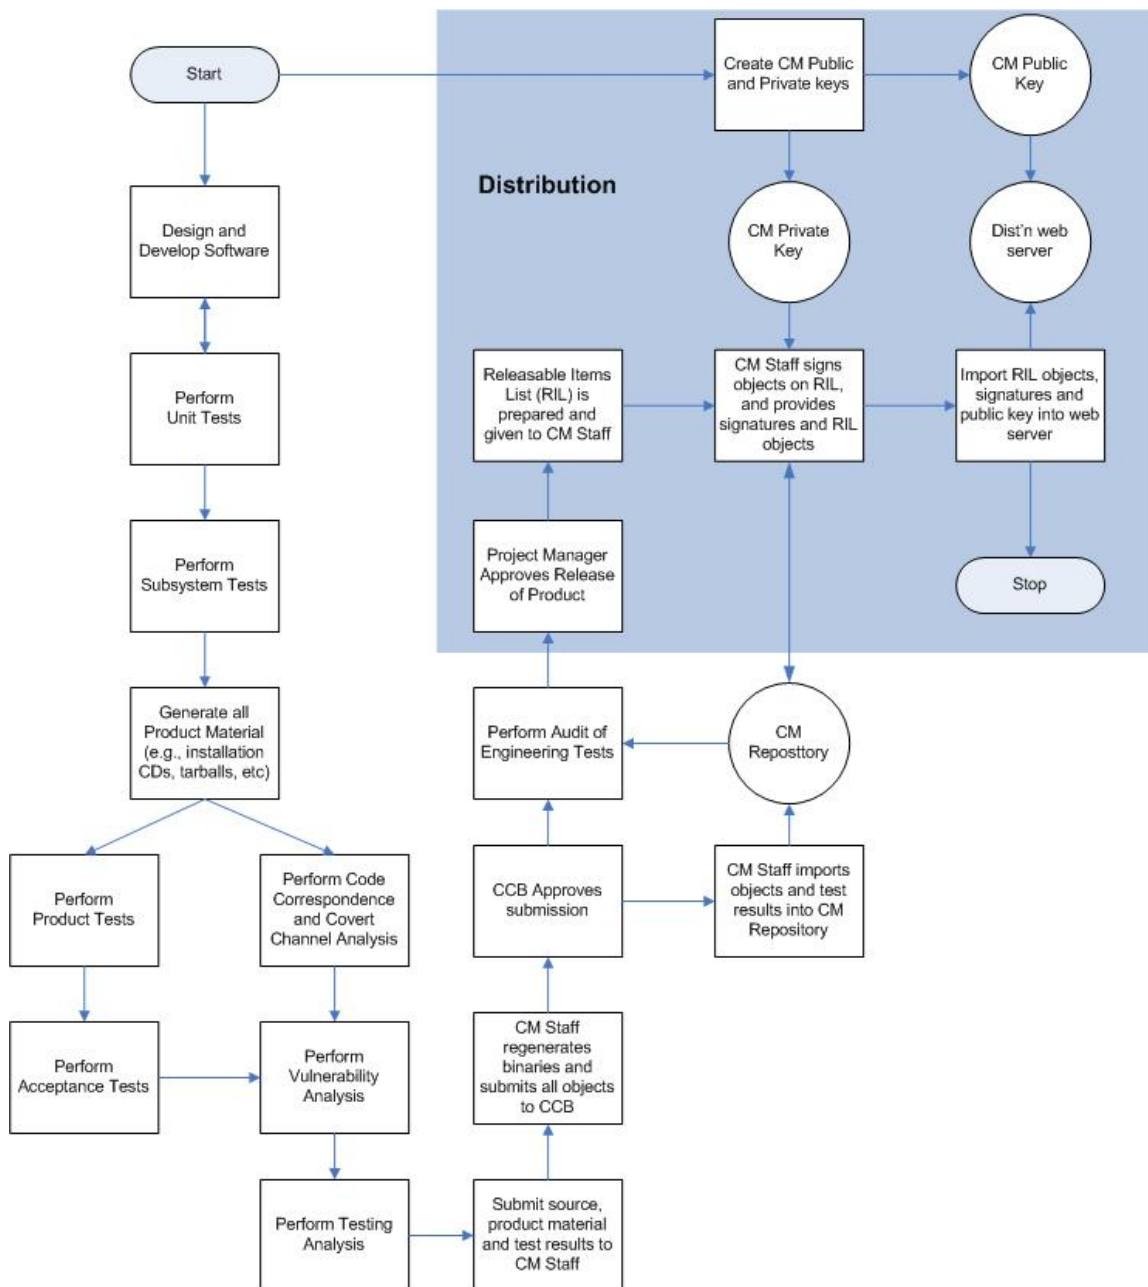 Start
Create CM Public
and Private keys
CM Public
Key
Distribution
Design and
Develop Software
CM Private
Key
Dist'n web
server
Perform
Unit Tests
Releasable Items
List (RIL) is
prepared and
given to CM Staff
CM Staff signs
objects on RIL,
and provides
signatures and RIL
objects
Import RIL objects,
signatures and
public key into web
server
Perform
Subsystem Tests
Project Manager
Approves Release
of Product
Stop
Generate all
Product Material
(e.g., installation
CDs, tarballs, etc)
Perform Audit of
Engineering Tests
CM
Reposttory
Perform
Product Tests
Perform Code
Correspondence
and Covert
Channel Analysis
CCB Approves
submission
CM Staff imports
objects and test
results into CM
Repository
Perform
Acceptance Tests
Perform
Vulnerability
Analysis
CM Staff
regenerates
binaries and
submits all objects
to CCB
Perform Testing
Analysis
Submit source,
product material
and test results to
CM Staff